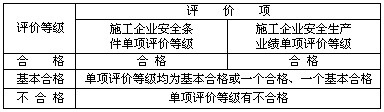 评价等级
评 价 项
施工企业安全条
件单项评价等级
施工企业安全生产
业绩单项评价等级
合 格
合 格
合 格
基本合格
单项评价等级均为基本合格或一个合格、一个基本合格
不 合 格
单项评价等级有不合格